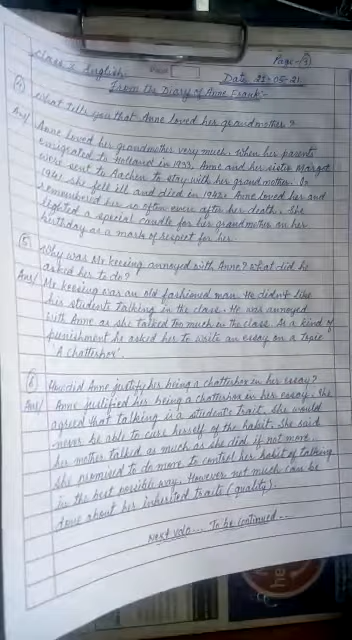 Page-(3)
Class X English
Date 21-05-21
From the Diary of Anne Frank:-
(4) What tells you that Anne loved her grandmother?
Ans/ Anne loved her grandmother very much. When her parents
emigrated to Holland in 1933, Anne and her sister Margot
were sent to Aachen to stay with her grandmother. In
1941 she fell ill and died in 1942. Anne loved her and
remembered her so often even after her death. She
lighted a special candle for her grandmother on her
birthday as a mark of respect for her.
(5) Why was Mr Keesing annoyed with Anne? What did he
asked her to do?
Ans/ Mr Keesing was an old fashioned man. He didn't like
his students talking in the class. He was annoyed
with Anne as she talked too much in the class. As a kind of
punishment he asked her to write an essay on a topic
'A chatterbox'.
(6) How did Anne justify her being a chatterbox in her essay?
Ans/ Anne justified her being a chatterbox in her essay. She
agreed that talking is a student's trait. She would
never be able to cure herself of the habit. She said
her mother talked as much as she did if not more.
She promised to do more to control her habit of talking
in the best possible way. However not much can be
done about her inherited traits (quality).
Next vdo... To be continued...